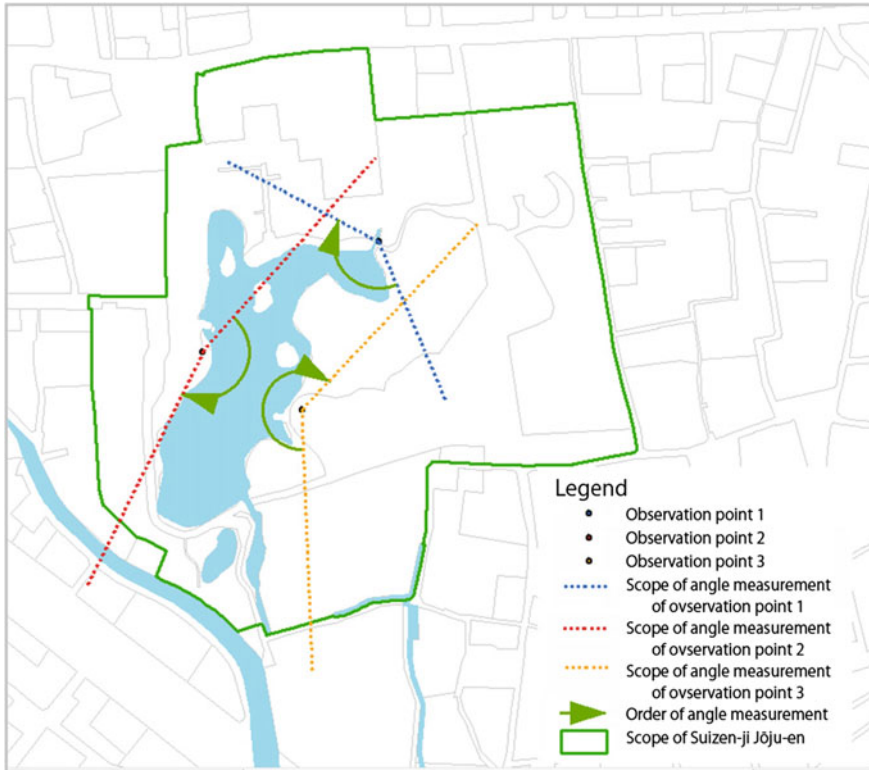 Legend
Observation point 1
Observation point 2
Observation point 3
Scope of angle measurement
of ovservation point 1
Scope of angle measurement
of ovservation point 2
Scope of angle measurement
of ovservation point 3
Order of angle measurement
Scope of Suizen-ji Jōju-en